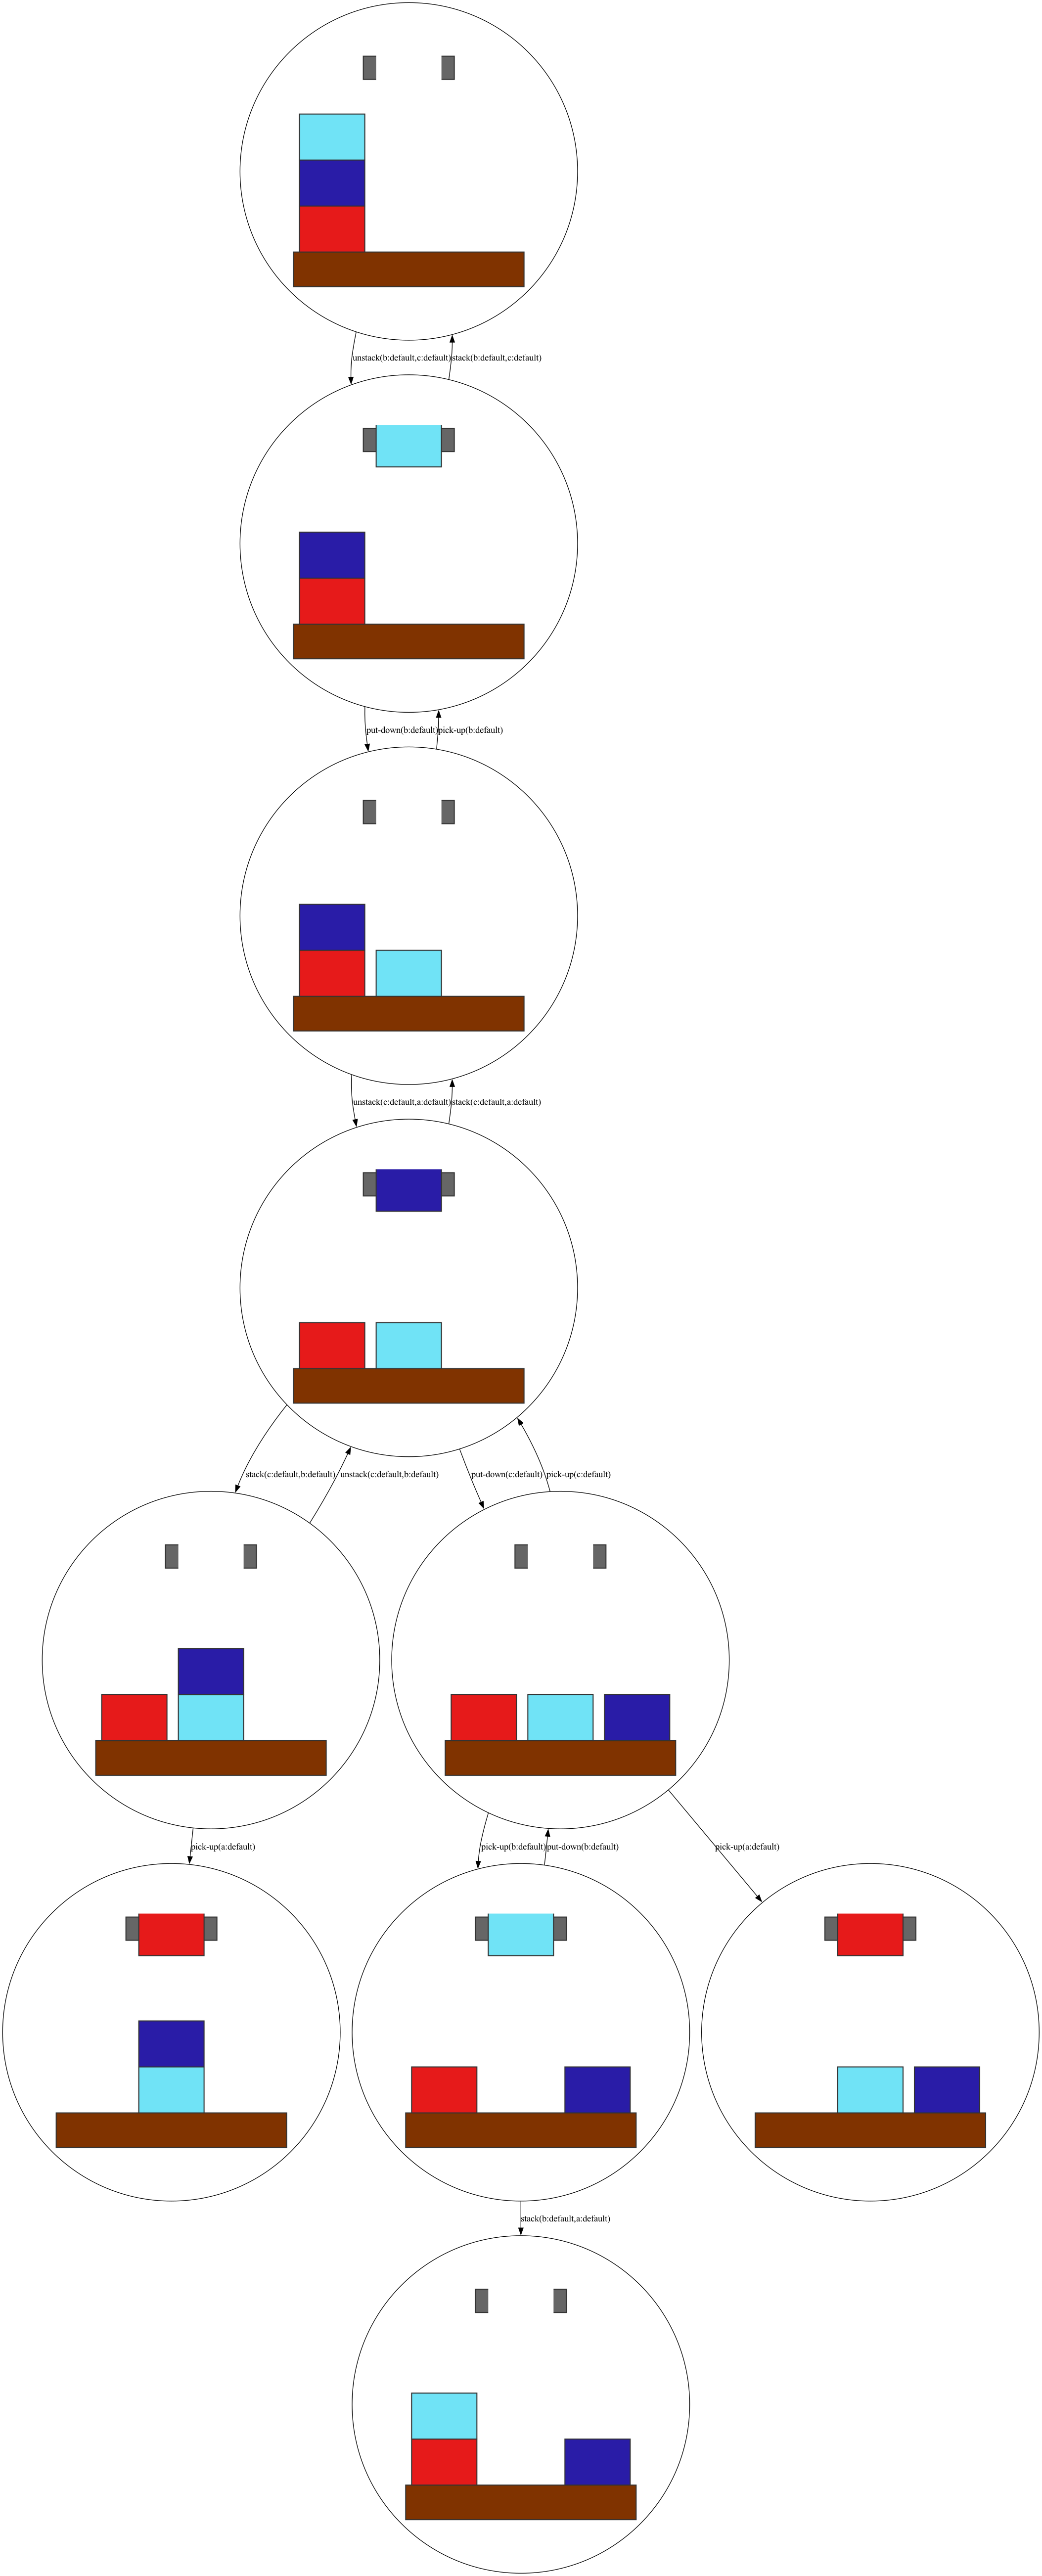 unstack(b:default,c:default)
stack(b:default,c:default)
put-down(b:default)
pick-up(b:default)
unstack(c:default,a:default)
stack(c:default,a:default)
stack(c:default,b:default)
unstack(c:default,b:default)
put-down(c:default)
pick-up(c:default)
pick-up(a:default)
pick-up(b:default)
put-down(b:default)
pick-up(a:default)
stack(b:default,a:default)